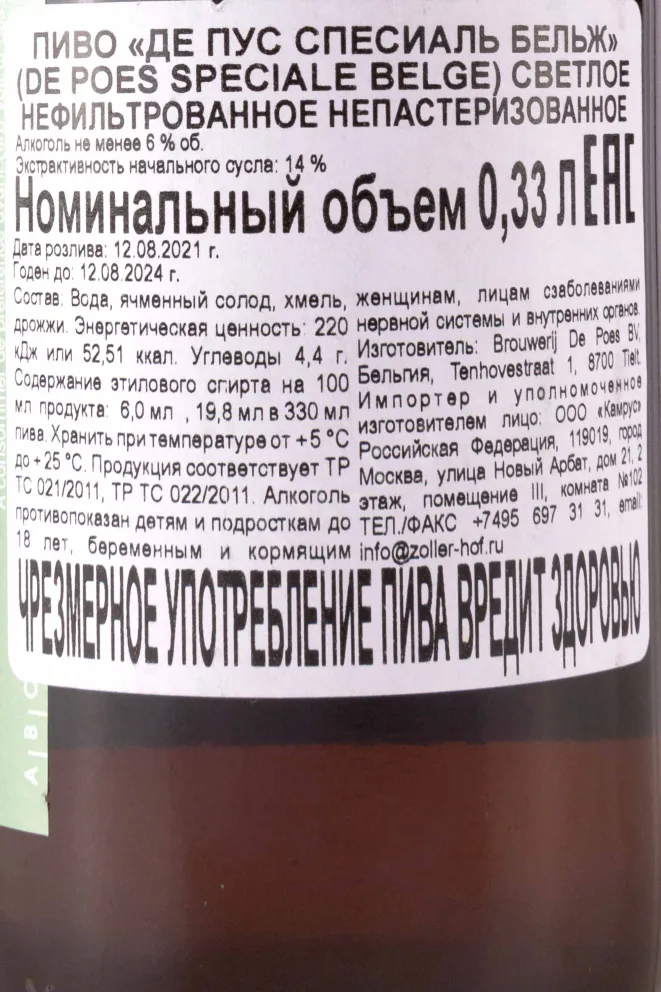 ПИВО «ДЕ ПУС СПЕСИАЛЬ БЕЛЬЖ»
(DE POES SPECIALE BELGE) СВЕТЛОЕ
НЕФИЛЬТРОВАННОЕ НЕПАСТЕРИЗОВАННОЕ
Алкоголь не менее 6 % об.
Экстрактивность начального сусла: 14 %
Номинальный объем 0,33 л ЕАС
Дата розлива: 12.08.2021 г.
Годен до: 12.08.2024 г.
Состав: Вода, ячменный солод, хмель,
дрожжи. Энергетическая ценность: 220
кДж или 52,51 ккал. Углеводы 4,4 г.
Содержание этилового спирта на 100
мл продукта: 6,0 мл , 19,8 мл в 330 мл
пива. Хранить при температуре от +5 °С
до + 25 °С. Продукция соответствует ТР
ТС 021/2011, ТР ТС 022/2011. Алкоголь
противопоказан детям и подросткам до
18 лет, беременным и кормящим
женщинам, лицам сзаболеваниями
нервной системы и внутренних органов.
Изготовитель: Brouwerij De Poes BV,
Бельгия, Tenhovestraat 1, 8700 Tielt.
Импортер и уполномоченное
изготовителем лицо: ООО «Камрус»
Российская Федерация, 119019, город
Москва, улица Новый Арбат, дом 21, 2
этаж, помещение III, комната №102
ТЕЛ./ФАКС +7495 697 31 31, email:
info@zoller-hof.ru
ЧРЕЗМЕРНОЕ УПОТРЕБЛЕНИЕ ПИВА ВРЕДИТ ЗДОРОВЬЮ
A consommer de préférence
A|B|C